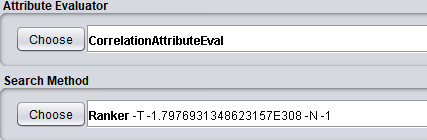 Attribute Evaluator
Choose CorrelationAttributeEval
Search Method
Choose Ranker -T -1.7976931348623157E308 -N -1